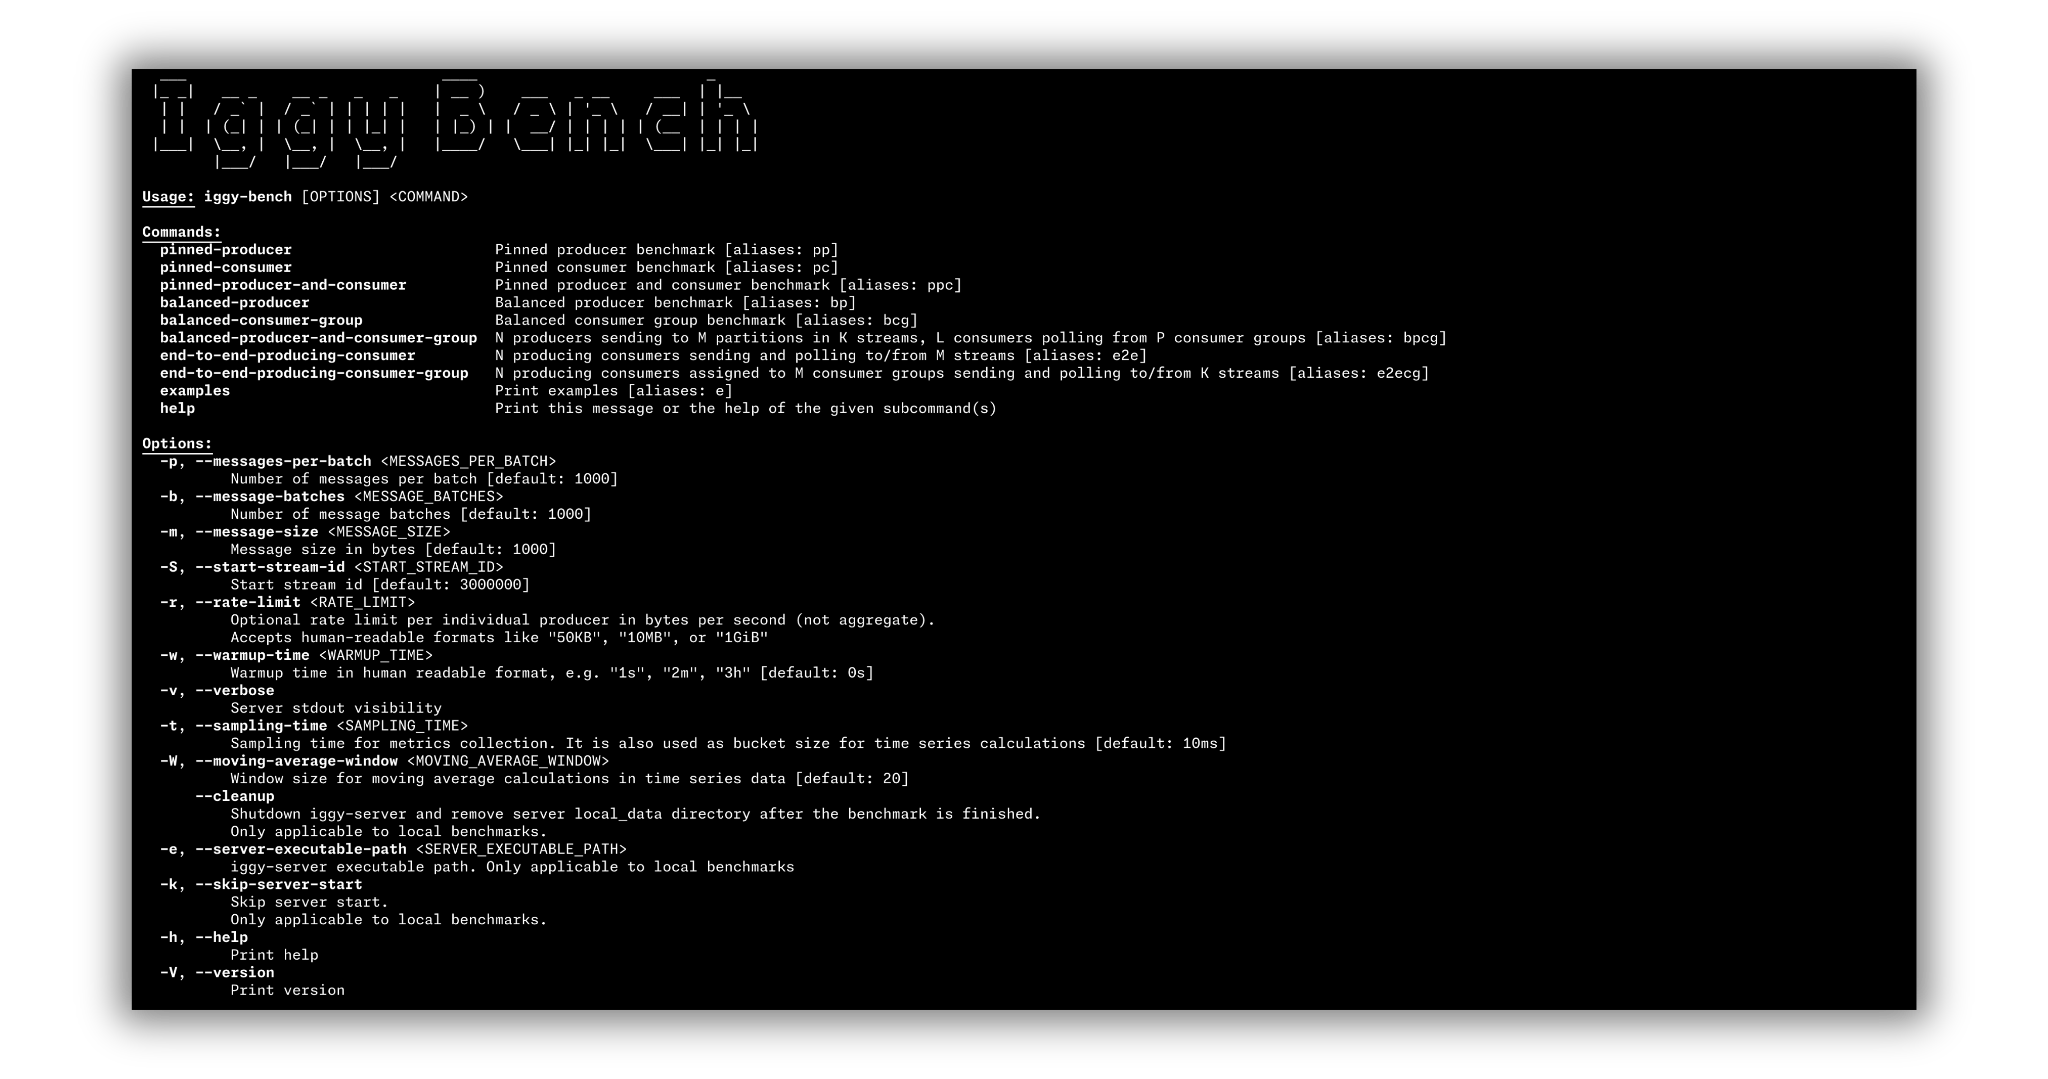 Iggy Bench
Usage: iggy-bench [OPTIONS] <COMMAND>
Commands:
pinned-producer Pinned producer benchmark [aliases: pp]
pinned-consumer Pinned consumer benchmark [aliases: pc]
pinned-producer-and-consumer Pinned producer and consumer benchmark [aliases: ppc]
balanced-producer Balanced producer benchmark [aliases: bp]
balanced-consumer-group Balanced consumer group benchmark [aliases: bcg]
balanced-producer-and-consumer-group N producers sending to M partitions in K streams, L consumers polling from P consumer groups [aliases: bpcg]
end-to-end-producing-consumer N producing consumers sending and polling to/from M streams [aliases: e2e]
end-to-end-producing-consumer-group N producing consumers assigned to M consumer groups sending and polling to/from K streams [aliases: e2ecg]
examples Print examples [aliases: e]
help Print this message or the help of the given subcommand(s)
Options:
-p, --messages-per-batch <MESSAGES_PER_BATCH>
Number of messages per batch [default: 1000]
-b, --message-batches <MESSAGE_BATCHES>
Number of message batches [default: 1000]
-m, --message-size <MESSAGE_SIZE>
Message size in bytes [default: 1000]
-S, --start-stream-id <START_STREAM_ID>
Start stream id [default: 3000000]
-r, --rate-limit <RATE_LIMIT>
Optional rate limit per individual producer in bytes per second (not aggregate).
Accepts human-readable formats like "50KB", "10MB", or "1GiB"
-w, --warmup-time <WARMUP_TIME>
Warmup time in human readable format, e.g. "1s", "2m", "3h" [default: 0s]
-v, --verbose
Server stdout visibility
-t, --sampling-time <SAMPLING_TIME>
Sampling time for metrics collection. It is also used as bucket size for time series calculations [default: 10ms]
-W, --moving-average-window <MOVING_AVERAGE_WINDOW>
Window size for moving average calculations in time series data [default: 20]
--cleanup
Shutdown iggy-server and remove server local_data directory after the benchmark is finished.
Only applicable to local benchmarks.
-e, --server-executable-path <SERVER_EXECUTABLE_PATH>
iggy-server executable path. Only applicable to local benchmarks
-k, --skip-server-start
Skip server start.
Only applicable to local benchmarks.
-h, --help
Print help
-V, --version
Print version